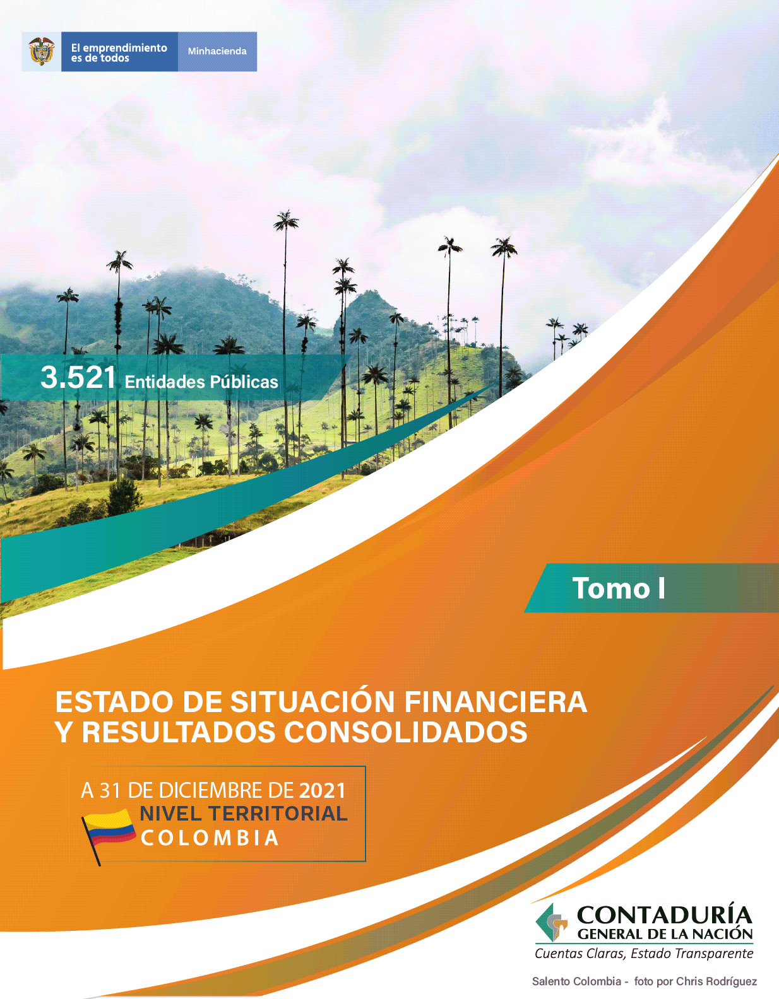 El emprendimiento
es de todos
Minhacienda
3.521 Entidades Públicas
Tomo I
ESTADO DE SITUACIÓN FINANCIERA
Y RESULTADOS CONSOLIDADOS
A 31 DE DICIEMBRE DE 2021
NIVEL TERRITORIAL
COLOMBIA
CONTADURÍA
GENERAL DE LA NACIÓN
Cuentas Claras, Estado Transparente
Salento Colombia - foto por Chris Rodríguez